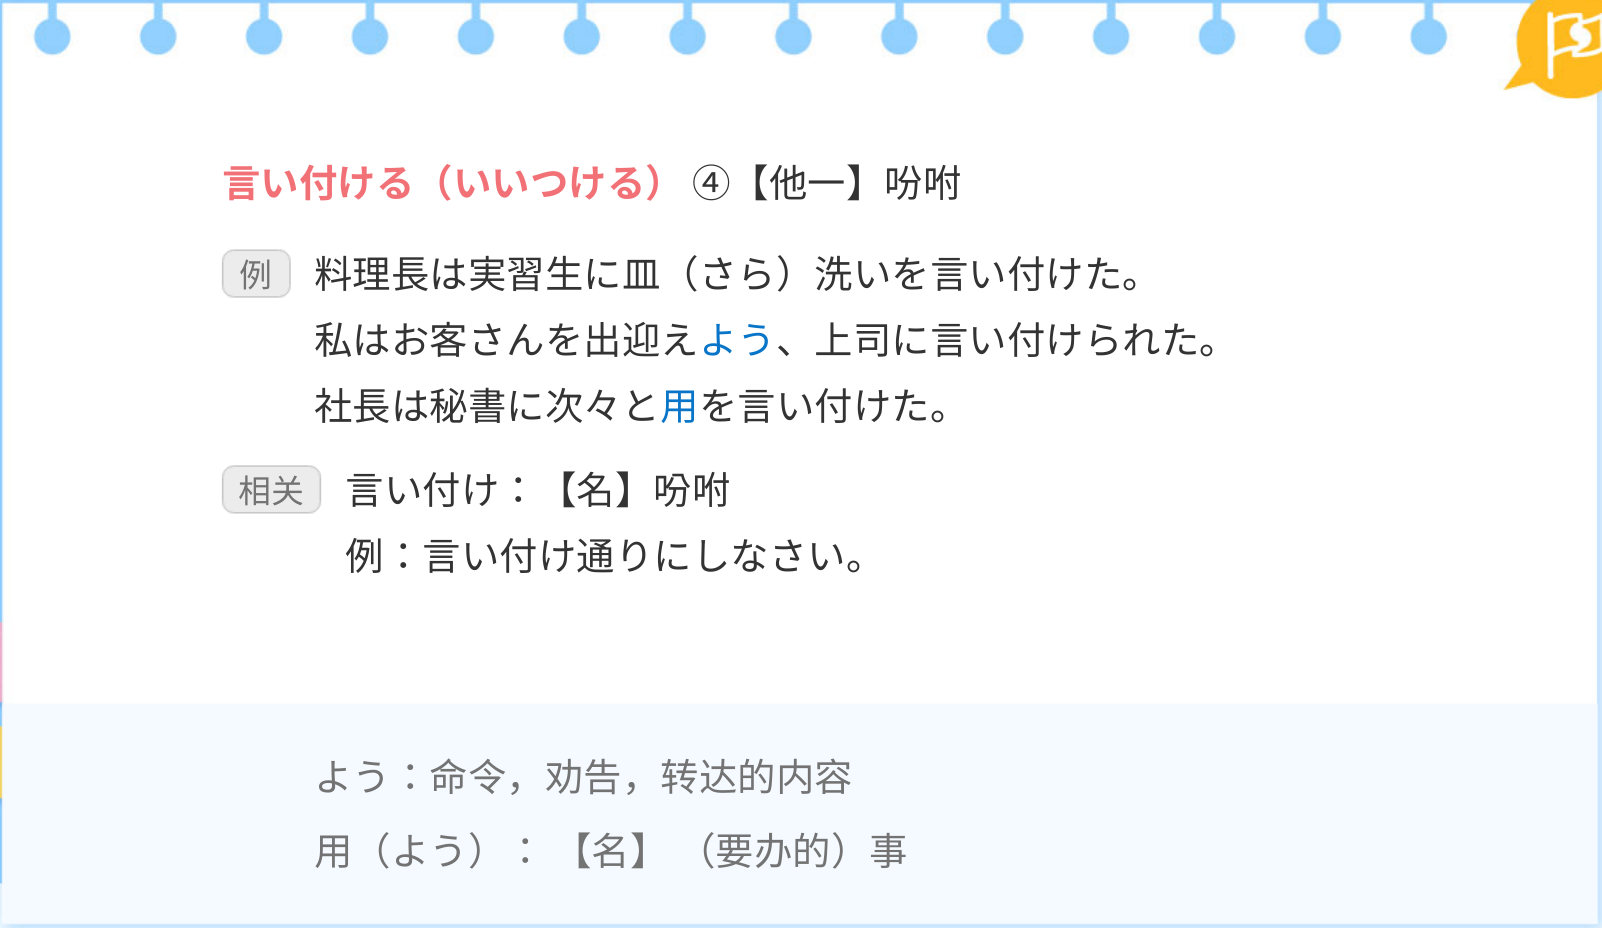 言い付ける（いいつける） ④【他一】吩咐
例 料理長は実習生に皿（さら）洗いを言い付けた。
私はお客さんを出迎えよう、上司に言い付けられた。
社長は秘書に次々と用を言い付けた。
相关 言い付け：【名】吩咐
例：言い付け通りにしなさい。
よう：命令，劝告，转达的内容
用（よう）：【名】（要办的）事